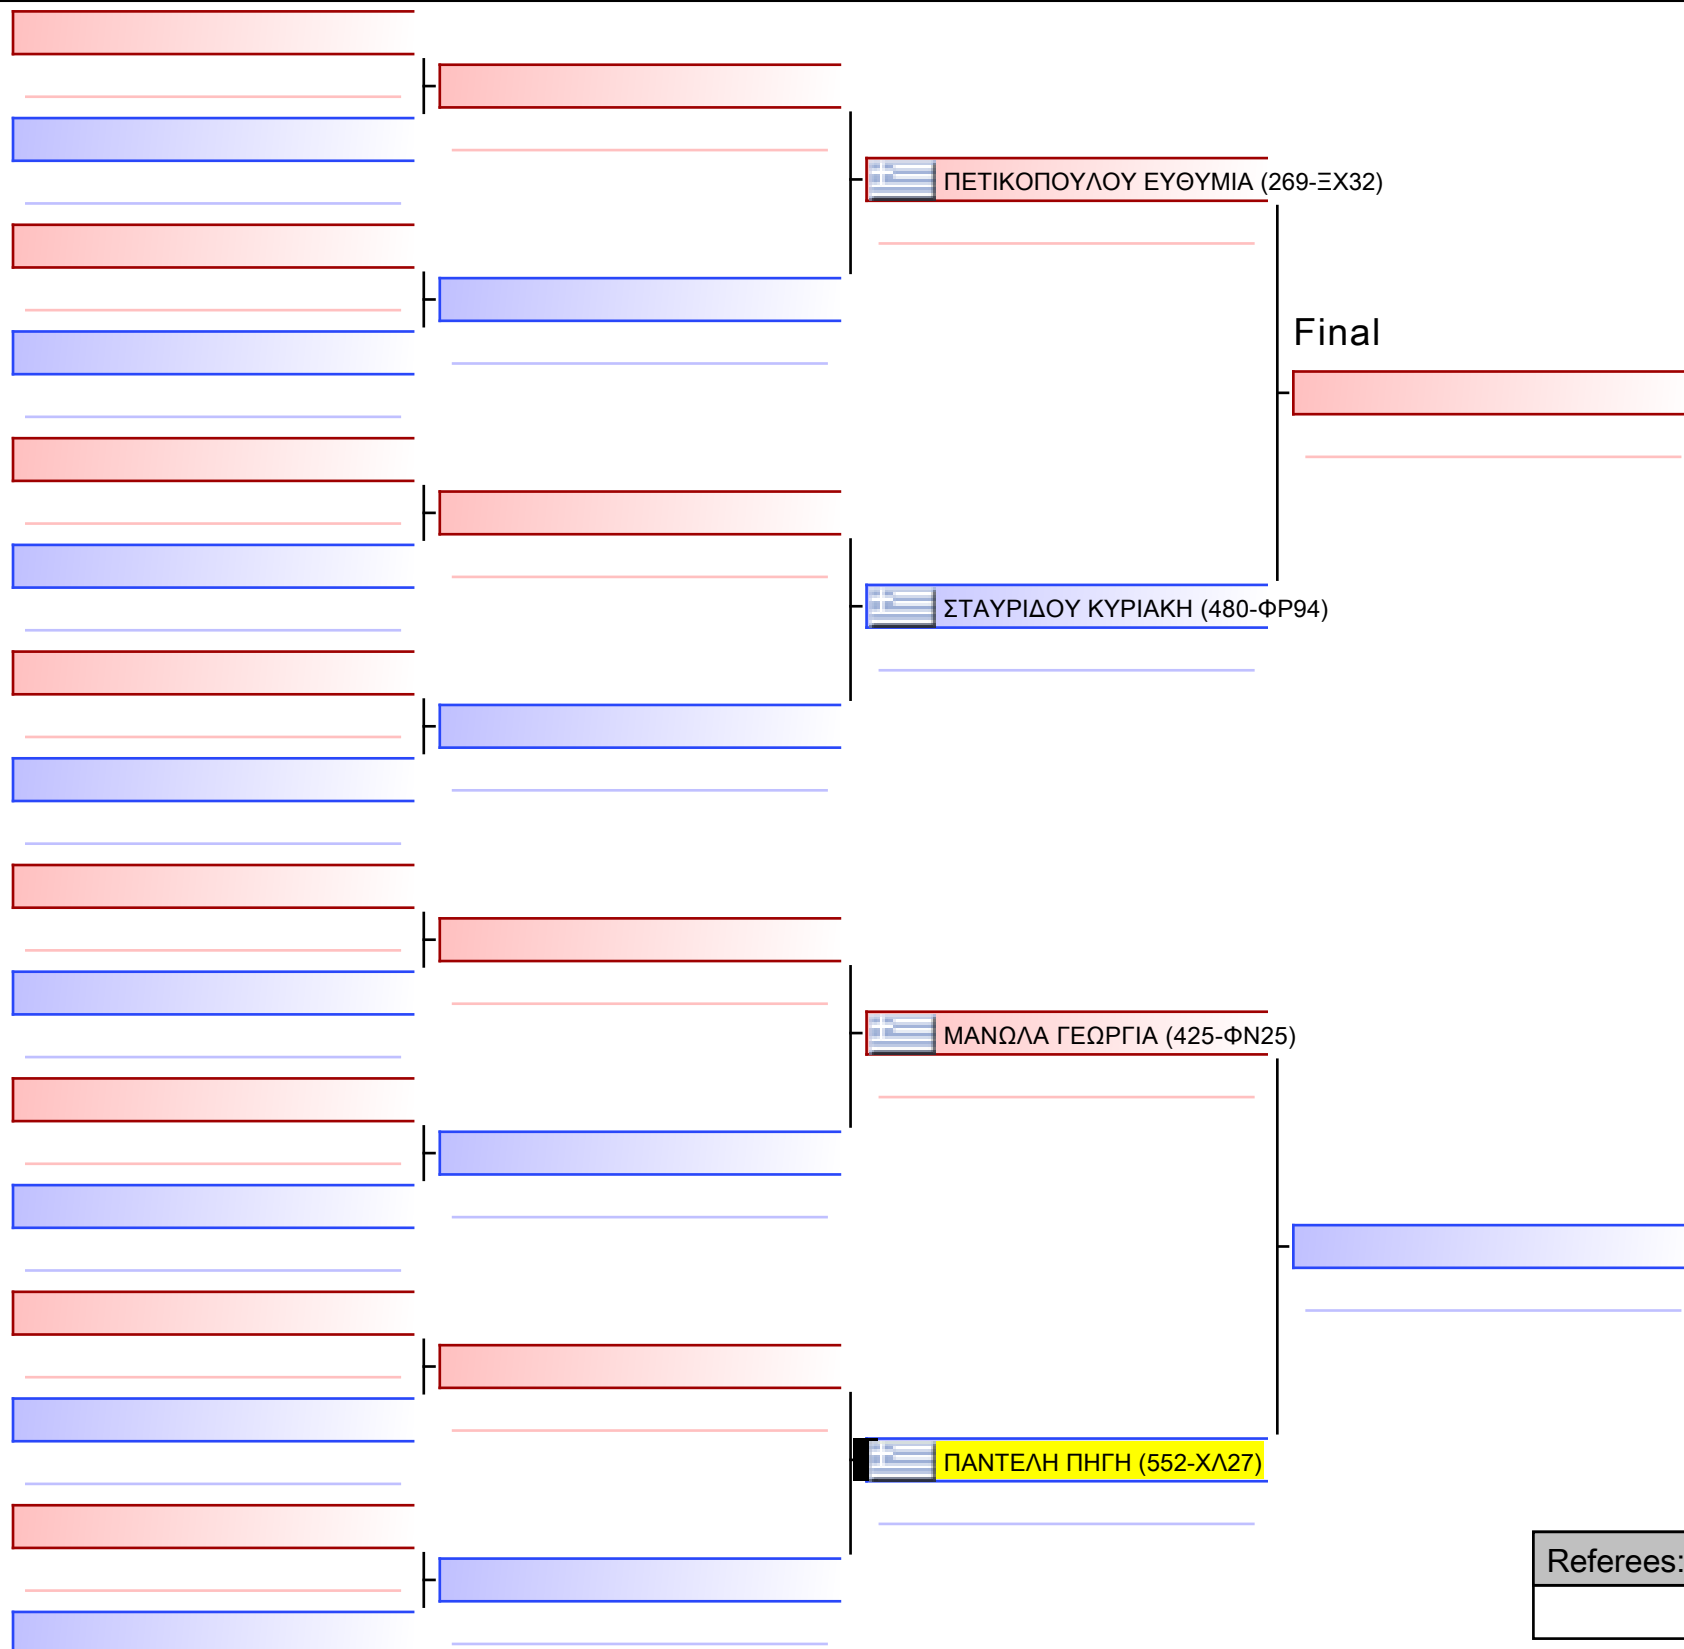 ΠΕΤΙΚΟΠΟΥΛΟΥ ΕΥΘΥΜΙΑ (269-ΞΧ32)
Final
ΣΤΑΥΡΙΔΟΥ ΚΥΡΙΑΚΗ (480-ΦΡ94)
ΜΑΝΩΛΑ ΓΕΩΡΓΙΑ (425-ΦΝ25)
ΠΑΝΤΕΛΗ ΠΗΓΗ (552-ΧΛ27)
Referees: